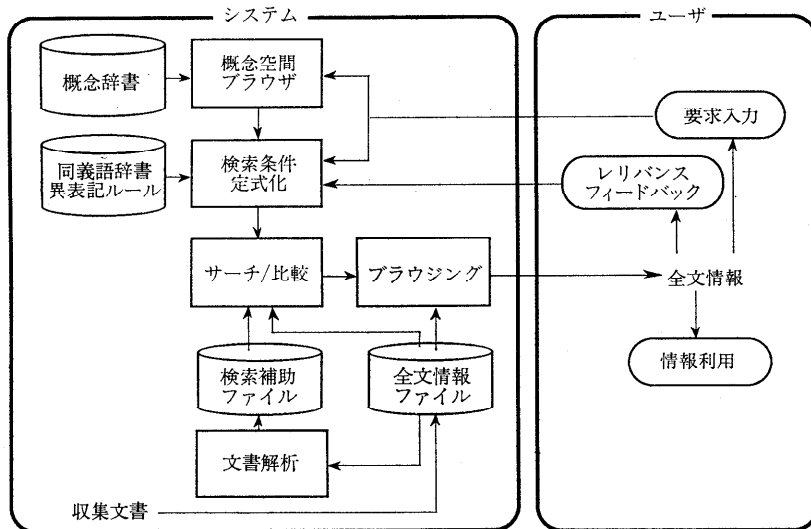 システム
ユーザ
概念辞書
概念空間
ブラウザ
要求入力
同義語辞書
異表記ルール
検索条件
定式化
レリバンス
フィードバック
サーチ/比較
ブラウジング
全文情報
検索補助
ファイル
全文情報
ファイル
情報利用
文書解析
収集文書